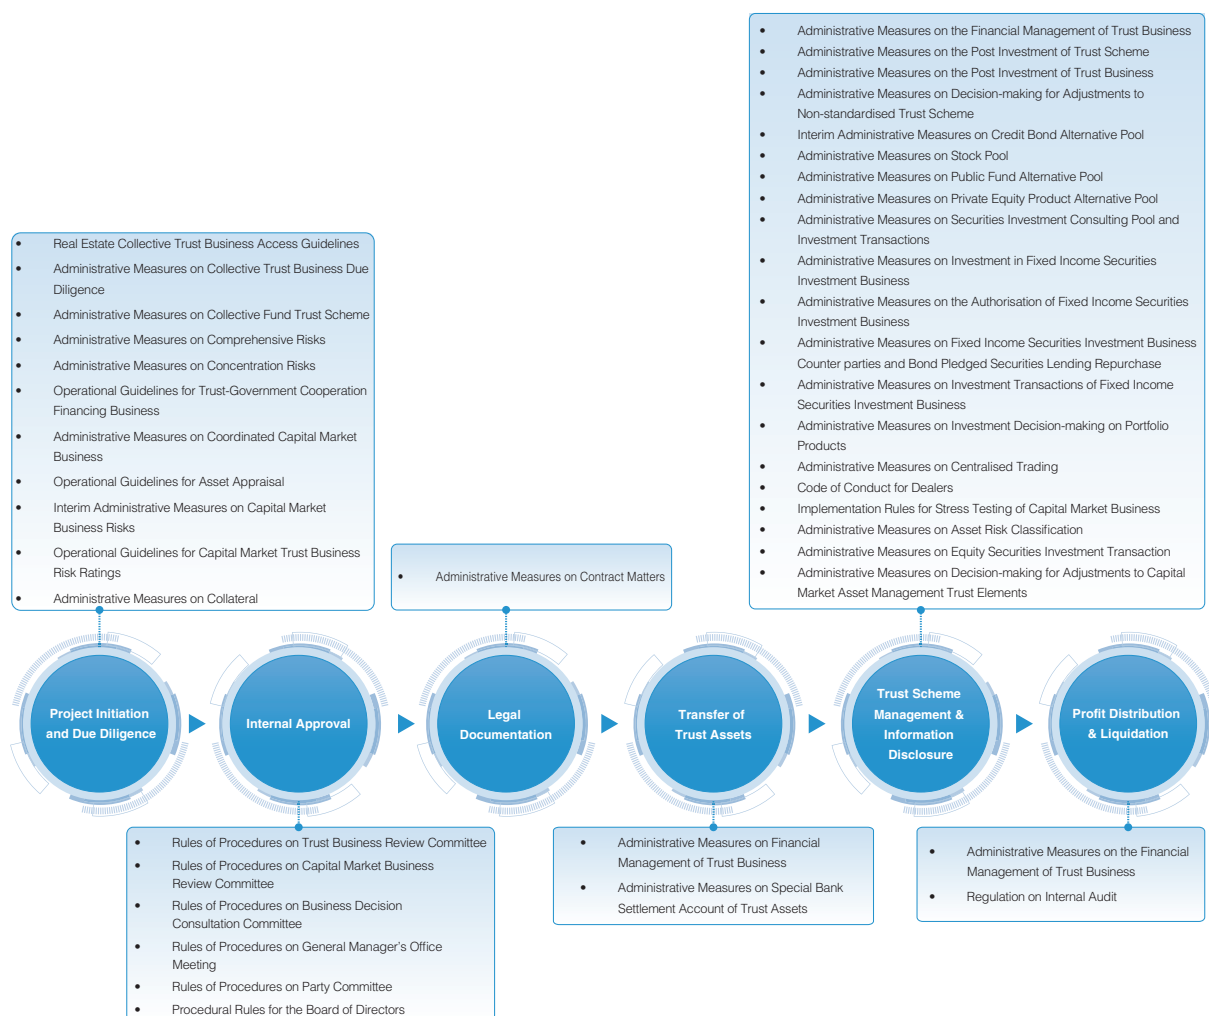 • Administrative Measures on the Financial Management of Trust Business
• Administrative Measures on the Post Investment of Trust Scheme
• Administrative Measures on the Post Investment of Trust Business
• Administrative Measures on Decision-making for Adjustments to
Non-standardised Trust Scheme
• Interim Administrative Measures on Credit Bond Alternative Pool
• Administrative Measures on Stock Pool
• Administrative Measures on Public Fund Alternative Pool
• Administrative Measures on Private Equity Product Alternative Pool
• Administrative Measures on Securities Investment Consulting Pool and
Investment Transactions
• Administrative Measures on Investment in Fixed Income Securities
Investment Business
• Administrative Measures on the Authorisation of Fixed Income Securities
Investment Business
• Administrative Measures on Fixed Income Securities Investment Business
Counter parties and Bond Pledged Securities Lending Repurchase
• Administrative Measures on Investment Transactions of Fixed Income
Securities Investment Business
• Administrative Measures on Investment Decision-making on Portfolio
Products
• Administrative Measures on Centralised Trading
• Code of Conduct for Dealers
• Implementation Rules for Stress Testing of Capital Market Business
• Administrative Measures on Asset Risk Classification
• Administrative Measures on Equity Securities Investment Transaction
• Administrative Measures on Decision-making for Adjustments to Capital
Market Asset Management Trust Elements
• Real Estate Collective Trust Business Access Guidelines
• Administrative Measures on Collective Trust Business Due
Diligence
• Administrative Measures on Collective Fund Trust Scheme
• Administrative Measures on Comprehensive Risks
• Administrative Measures on Concentration Risks
• Operational Guidelines for Trust-Government Cooperation
Financing Business
• Administrative Measures on Coordinated Capital Market
Business
• Operational Guidelines for Asset Appraisal
• Interim Administrative Measures on Capital Market
Business Risks
• Operational Guidelines for Capital Market Trust Business
Risk Ratings
• Administrative Measures on Collateral
• Administrative Measures on Contract Matters
Project Initiation
and Due Diligence
Internal Approval
Legal
Documentation
Transfer of
Trust Assets
Trust Scheme
Management &
Information
Disclosure
Profit Distribution
& Liquidation
• Rules of Procedures on Trust Business Review Committee
• Rules of Procedures on Capital Market Business
Review Committee
• Rules of Procedures on Business Decision
Consultation Committee
• Rules of Procedures on General Manager's Office
Meeting
• Rules of Procedures on Party Committee
• Procedural Rules for the Board of Directors
• Administrative Measures on Financial
Management of Trust Business
• Administrative Measures on Special Bank
Settlement Account of Trust Assets
• Administrative Measures on the Financial
Management of Trust Business
• Regulation on Internal Audit